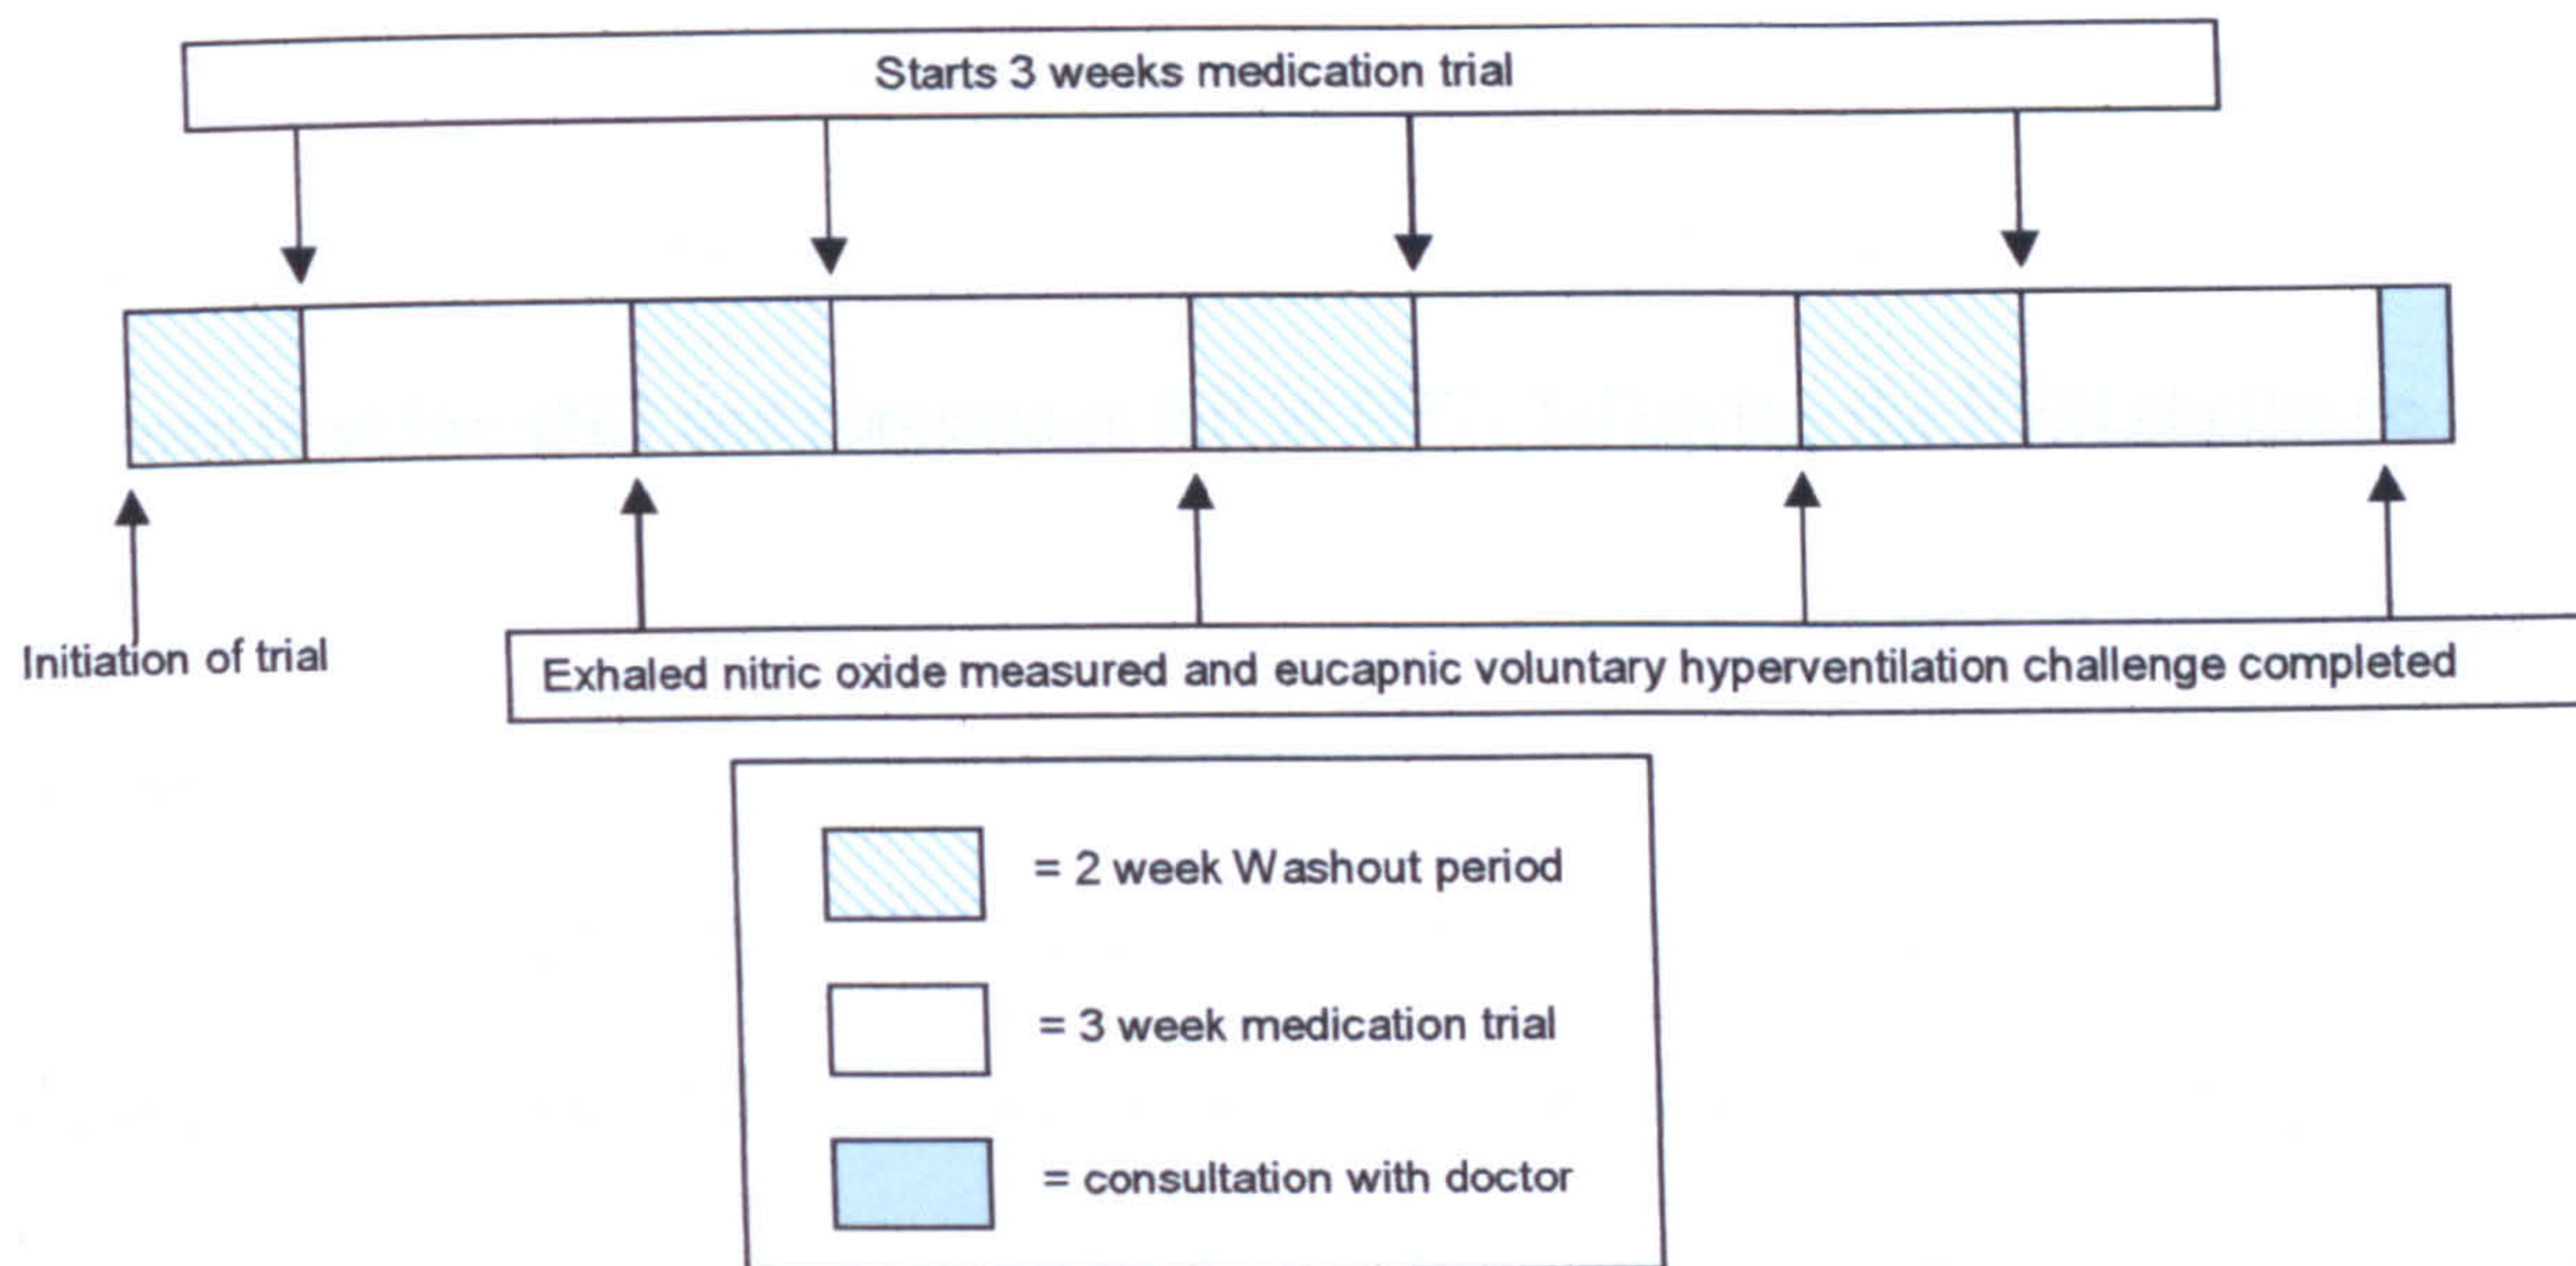 Starts 3 weeks medication trial
Initiation of trial
Exhaled nitric oxide measured and eucapnic voluntary hyperventilation challenge completed
= 2 week Washout period
= 3 week medication trial
= consultation with doctor